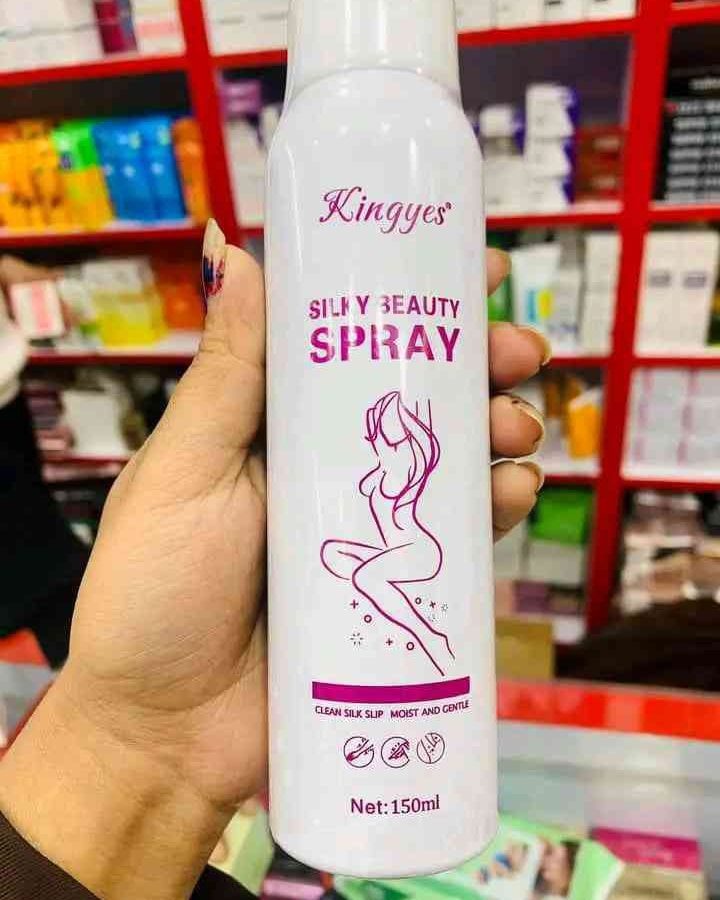 Kingyes®
SILKY BEAUTY
SPRAY
CLEAN SILK SLIP MOIST AND GENTLE
Net:150ml